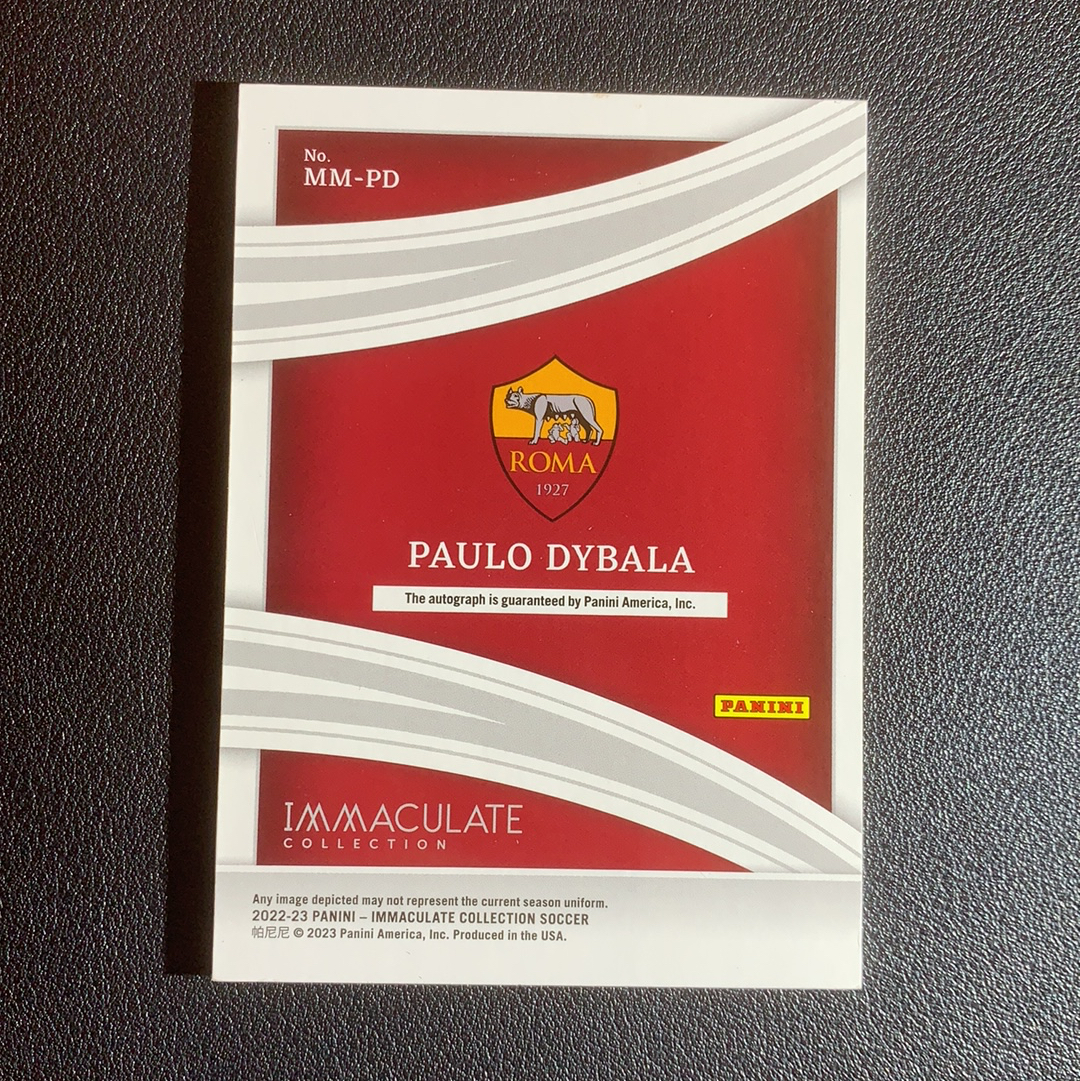 No.
MM-PD
ROMA
1927
PAULO DYBALA
The autograph is guaranteed by Panini America, Inc.
PANINI
IMMACULATE
COLLECTION
Any image depicted may not represent the current season uniform.
2022-23 PANINI – IMMACULATE COLLECTION SOCCER
帕尼尼 © 2023 Panini America, Inc. Produced in the USA.